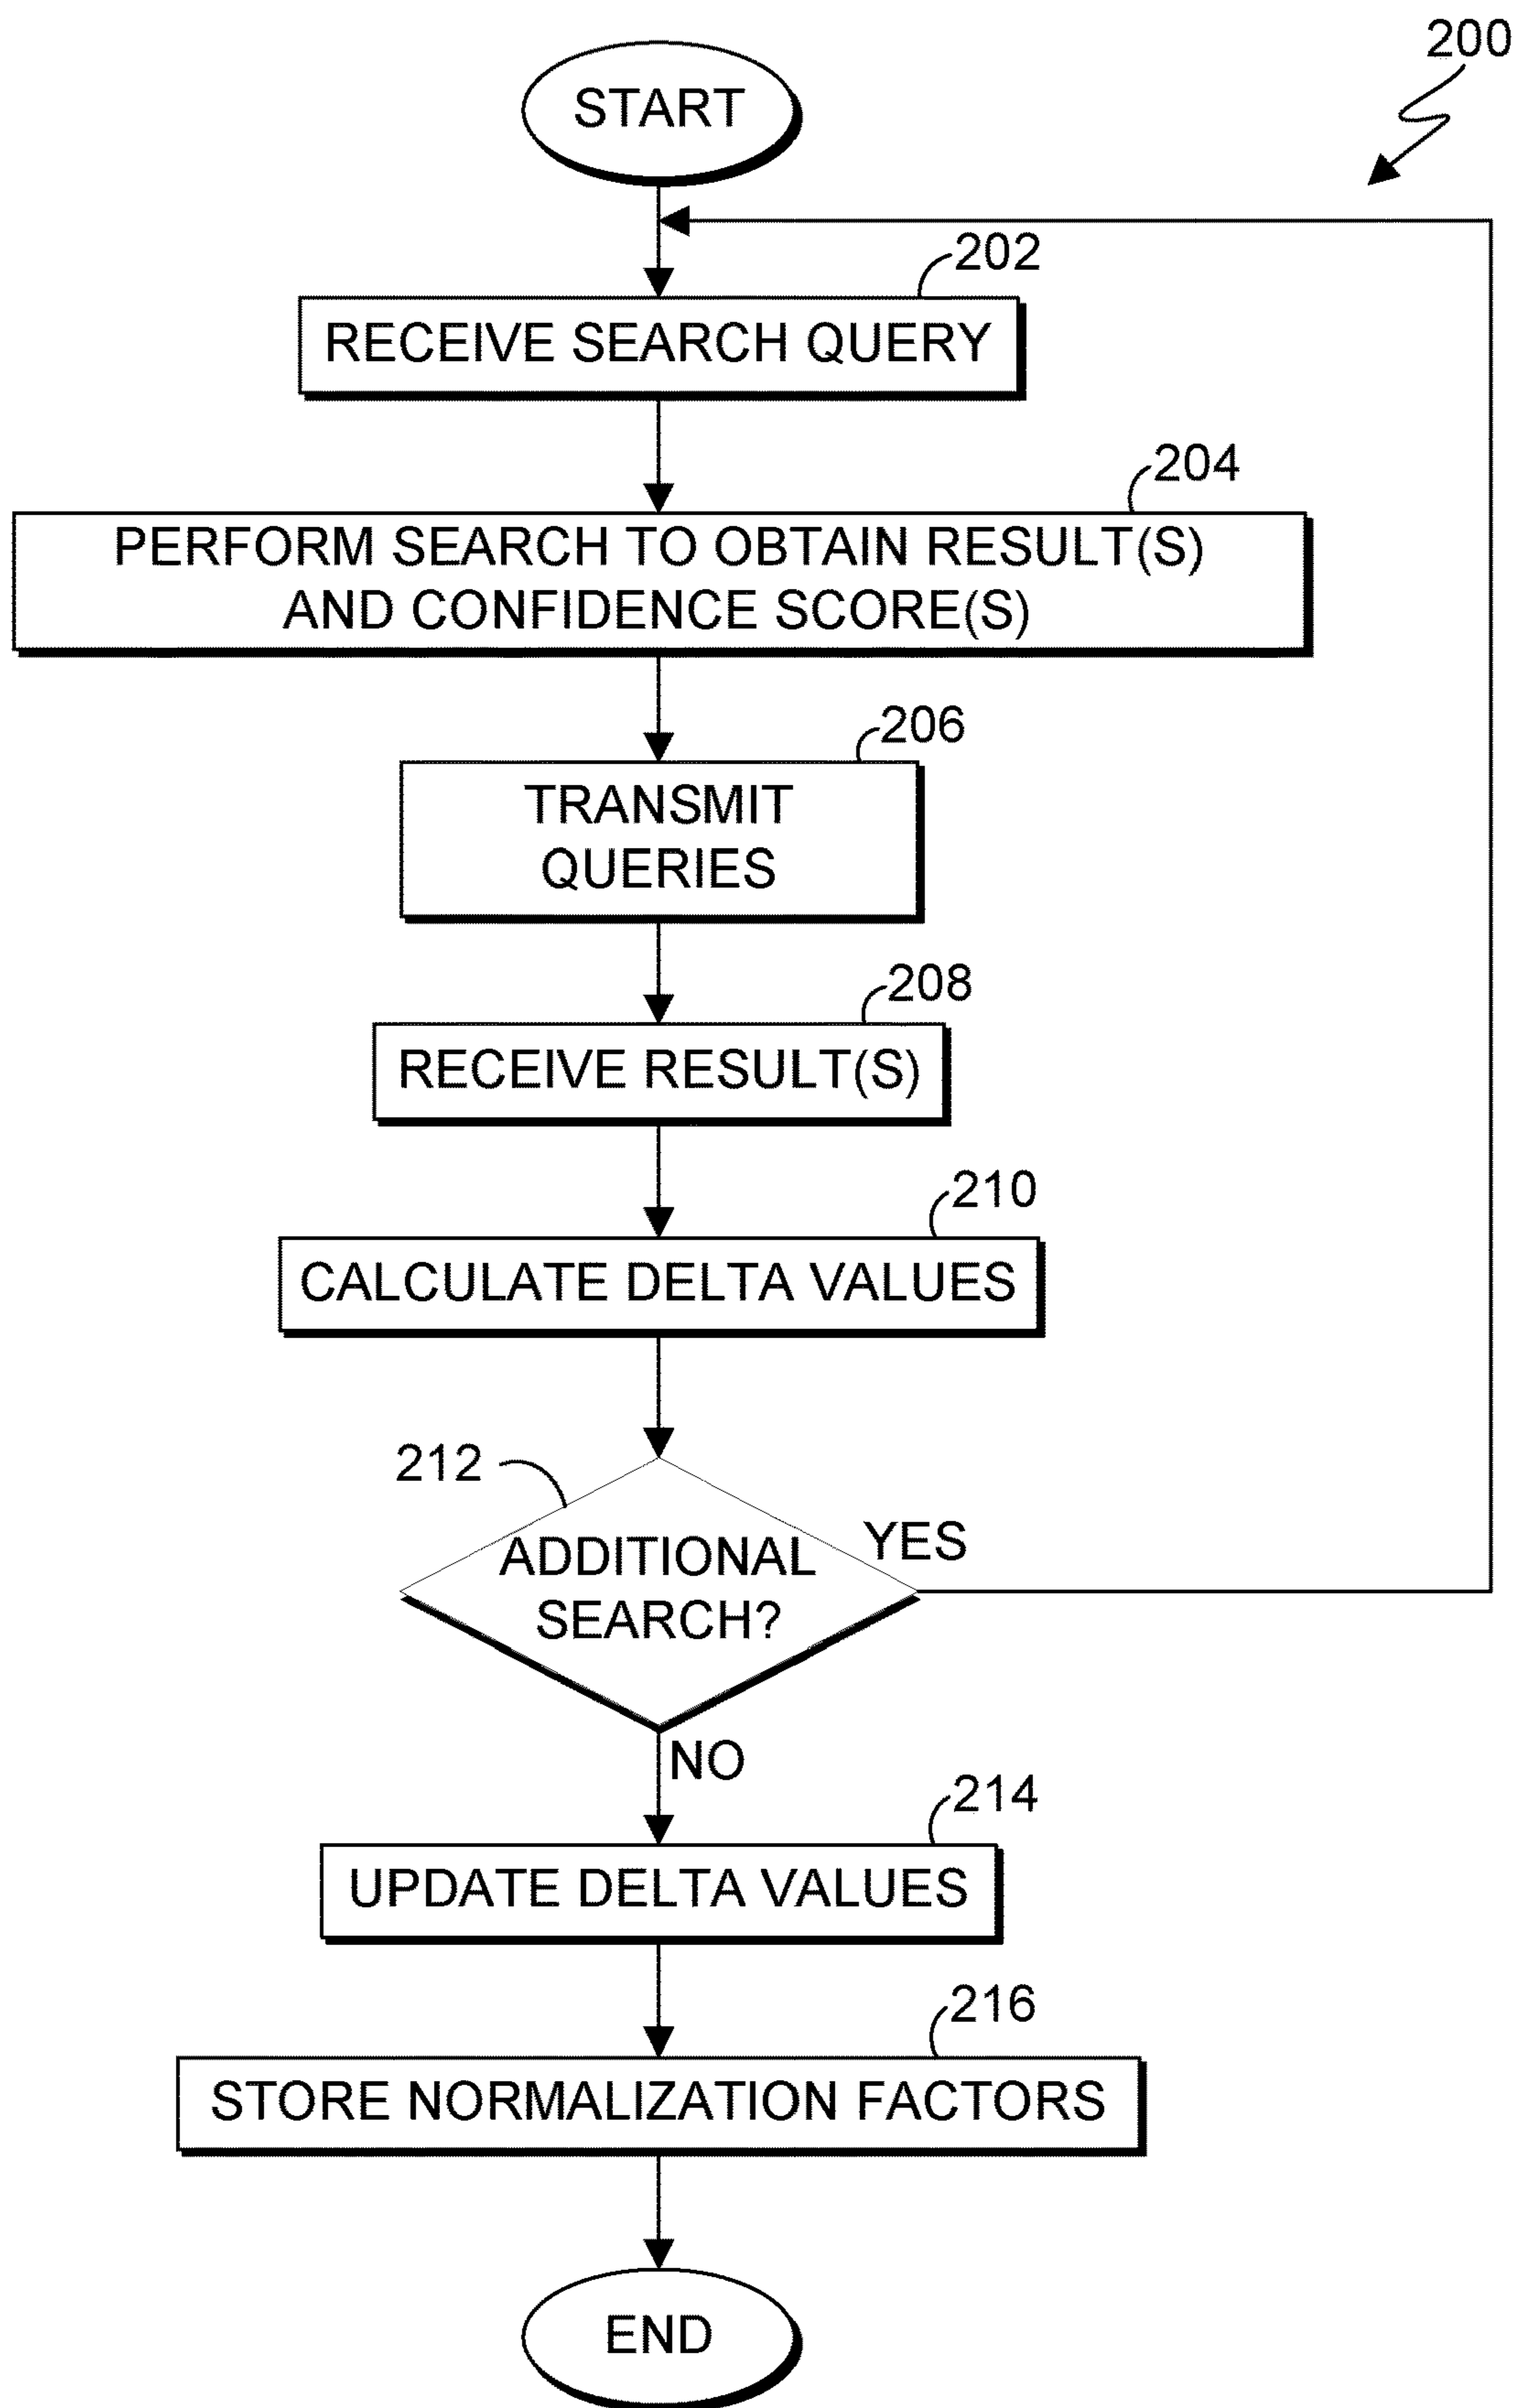 200
START
202
RECEIVE SEARCH QUERY
204
PERFORM SEARCH TO OBTAIN RESULT(S)
AND CONFIDENCE SCORE(S)
206
TRANSMIT
QUERIES
208
RECEIVE RESULT(S)
210
CALCULATE DELTA VALUES
212
ADDITIONAL
SEARCH?
YES
NO
214
UPDATE DELTA VALUES
216
STORE NORMALIZATION FACTORS
END